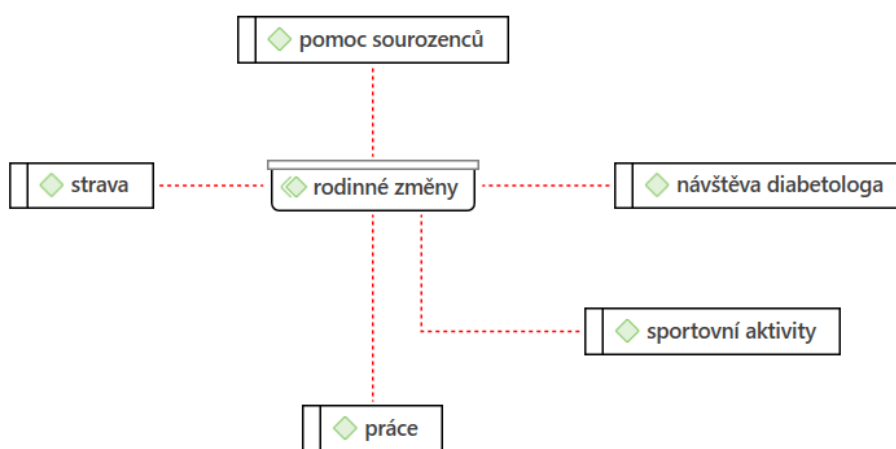 pomoc sourozenců
strava
rodinné změny
návštěva diabetologa
sportovní aktivity
práce